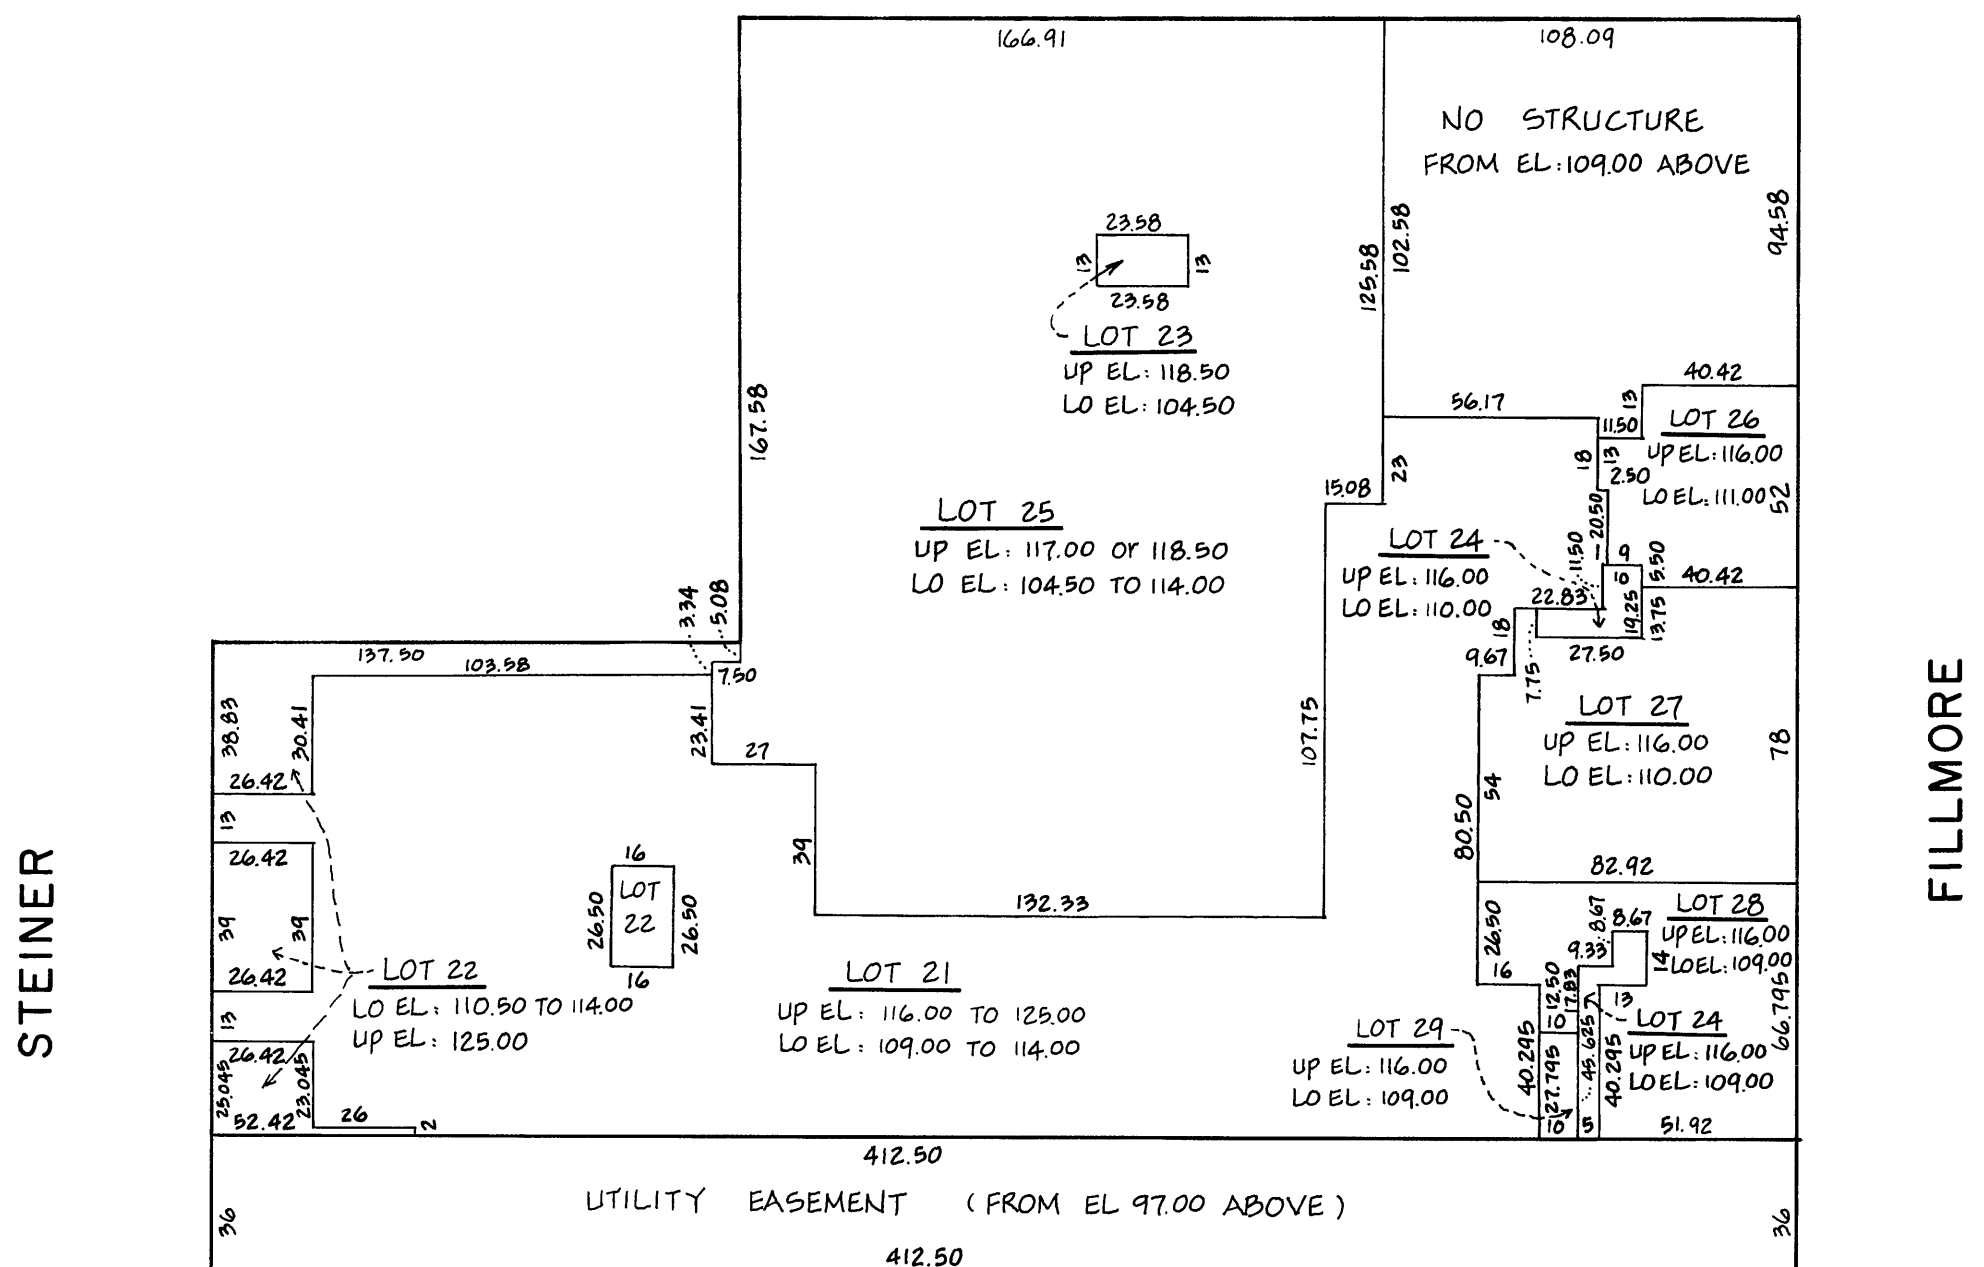 166.91
108.09
NO STRUCTURE
FROM EL:109.00 ABOVE
94.58
102.58
125.58
23.58
13
13
23.58
LOT 23
UP EL: 118.50
LO EL: 104.50
167.58
40.42
13
56.17
11.50
LOT 26
UP EL: 116.00
LO EL: 111.00
52
18
13
2.50
23
15.08
20.50
LOT 25
UP EL: 117.00 or 118.50
LO EL: 104.50 TO 114.00
LOT 24
UP EL: 116.00
LO EL: 110.00
11.50
9
10
5.50
40.42
22.83
19.25
13.75
18
27.50
9.67
7.75
3.34
5.08
137.50
103.58
7.50
38.83
30.41
23.41
27
107.75
LOT 27
UP EL: 116.00
LO EL: 110.00
78
54
80.50
82.92
FILLMORE
STEINER
26.42
13
26.42
39
39
26.42
13
26.42
25.045
23.045
52.42
26
2
16
26.50
LOT
22
26.50
16
39
132.33
LOT 22
LO EL: 110.50 TO 114.00
UP EL: 125.00
LOT 21
UP EL: 116.00 TO 125.00
LO EL: 109.00 TO 114.00
LOT 28
UP EL: 116.00
LO EL: 109.00
8.67
8.67
9.33
14
26.50
16
12.50
17.83
13
10
66.795
LOT 24
UP EL: 116.00
LO EL: 109.00
LOT 29
UP EL: 116.00
LO EL: 109.00
40.295
27.795
45.625
40.295
10
5
51.92
412.50
UTILITY EASEMENT (FROM EL 97.00 ABOVE)
36
36
412.50